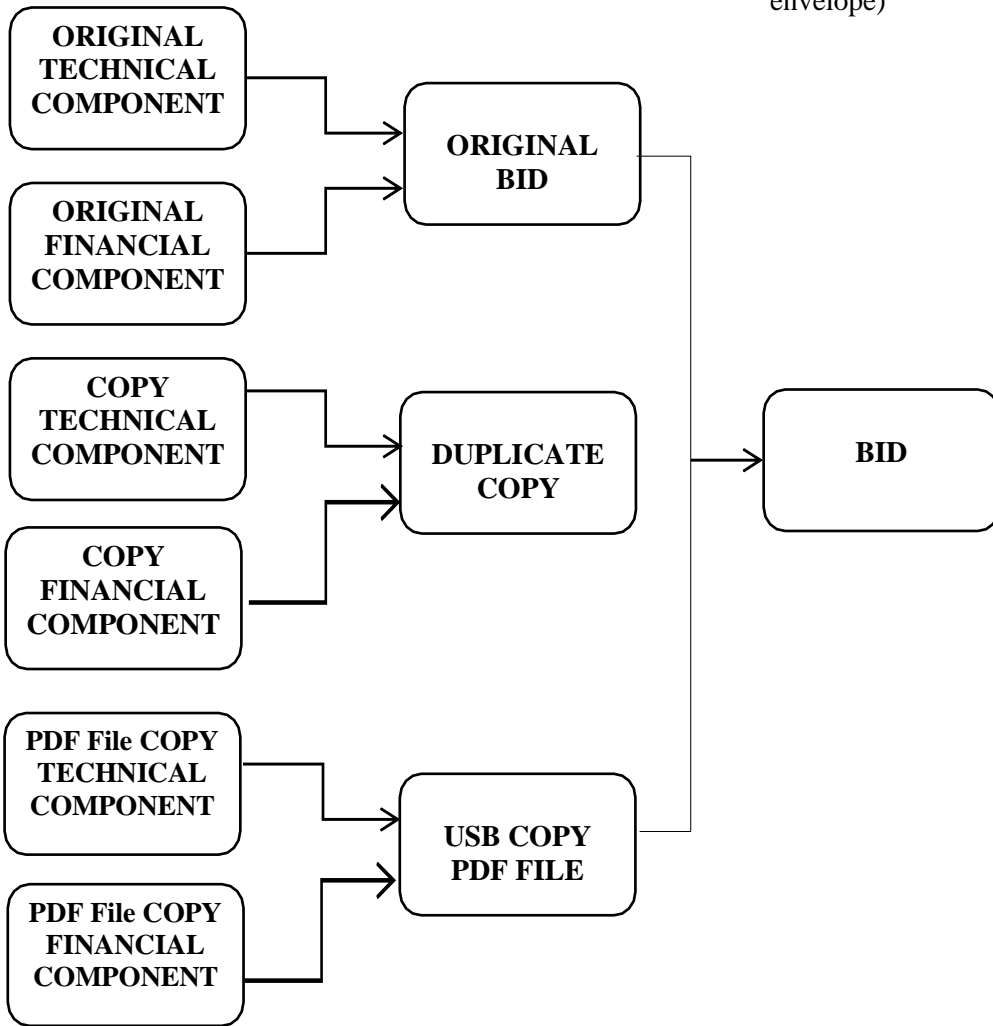 envelope)
ORIGINAL
TECHNICAL
COMPONENT
ORIGINAL
BID
ORIGINAL
FINANCIAL
COMPONENT
COPY
TECHNICAL
COMPONENT
DUPLICATE
COPY
BID
COPY
FINANCIAL
COMPONENT
PDF File COPY
TECHNICAL
COMPONENT
USB COPY
PDF FILE
PDF File COPY
FINANCIAL
COMPONENT